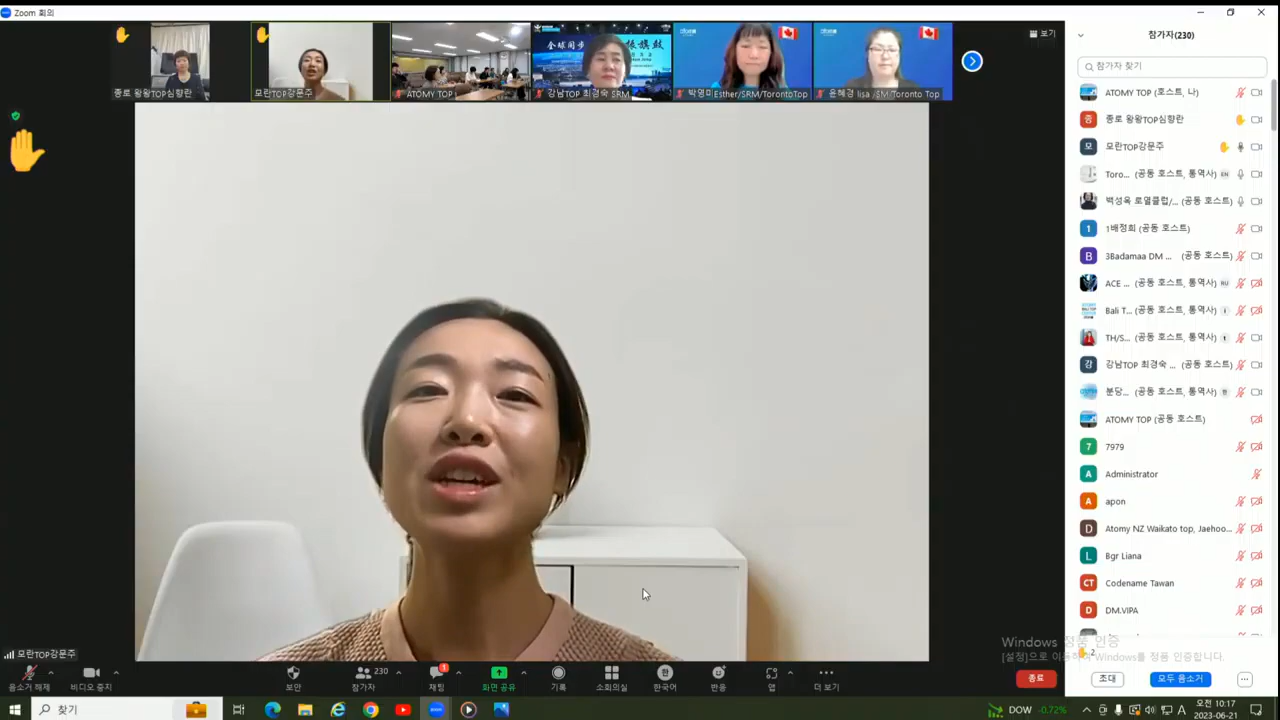 Zoom 회의
종로 왕왕TOP심향란
모란TOP강문주
ATOMY TOP
강남TOP 최경숙 SRM
박영미Esther/SRM/TorontoTop
윤혜경 lisa /SM/Toronto Top
보기
참가자(230)
참가자 찾기
ATOMY TOP (호스트, 나)
종로 왕왕TOP심향란
모란TOP강문주
Toro... (공동 호스트, 통역사) EN
백성옥 로열클럽/... (공동 호스트)
1배정희 (공동 호스트)
3Badamaa DM ... (공동 호스트)
ACE ... (공동 호스트, 통역사) RU
Bali T... (공동 호스트, 통역사)
TH/S... (공동 호스트, 통역사)
강남TOP 최경숙 ... (공동 호스트)
분당... (공동 호스트, 통역사)
ATOMY TOP (공동 호스트)
7979
Administrator
apon
Atomy NZ Waikato top, Jaehoo...
Bgr Liana
Codename Tawan
DM.VIPA
Windows 정품 인증
[설정]으로 이동하여 Windows를 정품 인증합니다.
2
모란TOP강문주
음소거 해제
비디오 중지
보안
230
참가자
1
채팅
화면 공유
기록
소회의실
한국어
반응
앱
더 보기
종료
초대
모두 음소거
찾기
DOW -0.72%
A
오전 10:17
2023-06-21